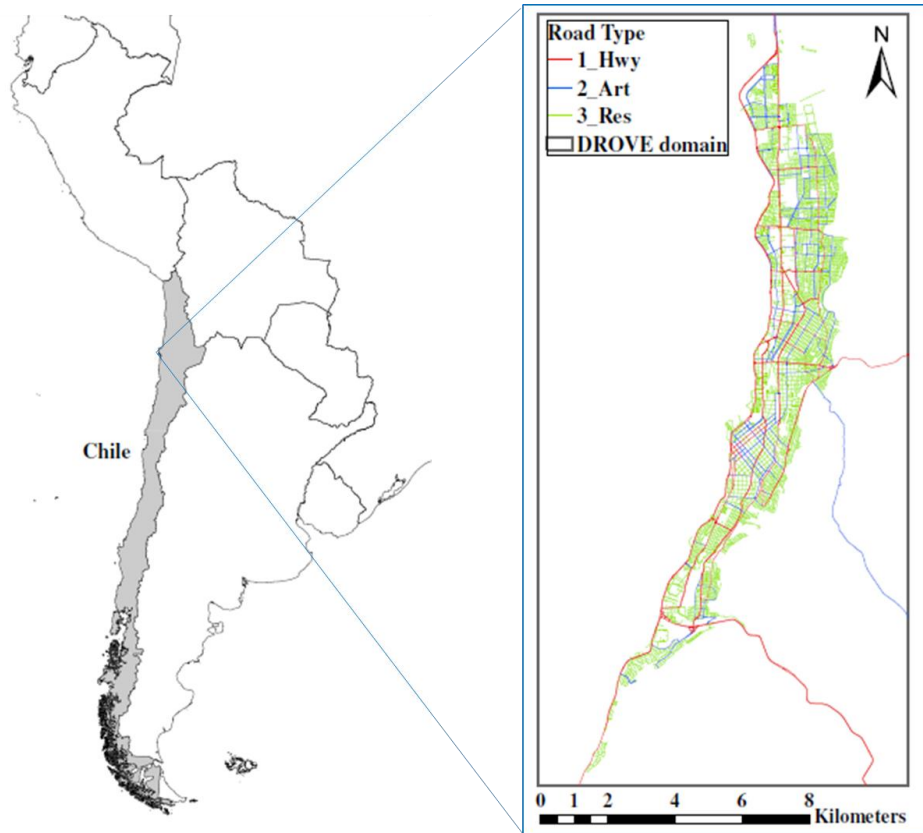 Chile
Road Type
1_Hwy
2_Art
3_Res
DROVE domain
N
0 1 2 4 6 8
Kilometers